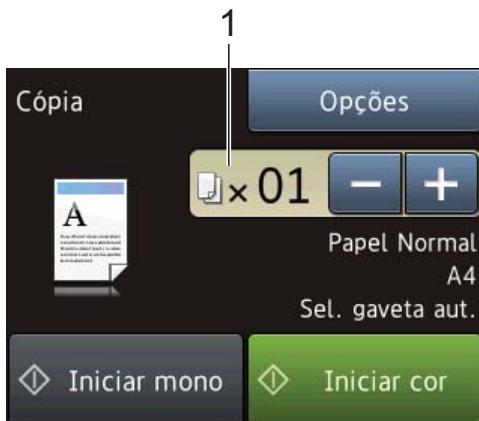 1
Cópia
Opções
× 01 − +
Papel Normal
A4
Sel. gaveta aut.
A
Iniciar mono
Iniciar cor